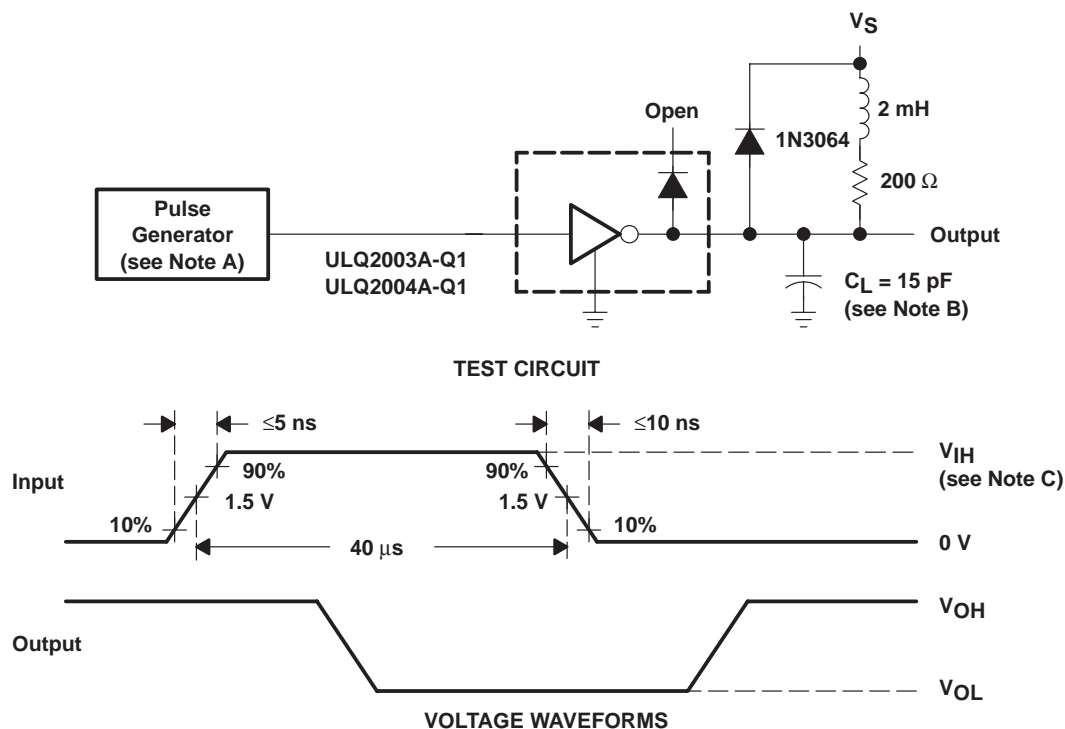 VS
2 mH
Open
1N3064
200 Ω
Pulse
Generator
(see Note A)
ULQ2003A-Q1
ULQ2004A-Q1
Output
CL = 15 pF
(see Note B)
TEST CIRCUIT
≤5 ns
≤10 ns
Input
90%
90%
VIH
(see Note C)
1.5 V
1.5 V
10%
10%
40 μs
0 V
Output
VOH
VOL
VOLTAGE WAVEFORMS